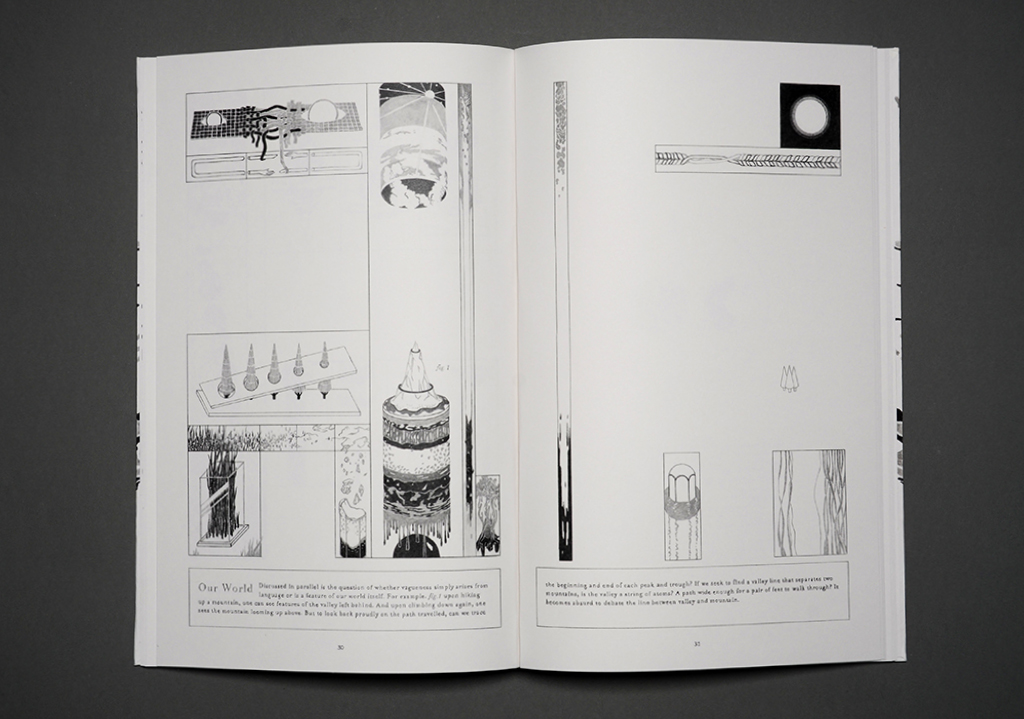 fig. 1
Our World Discussed in parallel is the question of whether vagueness simply arises from
language or is a feature of our world itself. For example. fig. 1 upon hiking
up a mountain, one can see features of the valley left behind. And upon climbing down again, one
sees the mountain looming up above. But to look back proudly on the path travelled, can we trace
30
the beginning and end of each peak and trough? If we seek to find a valley line that separates two
mountains, is the valley a string of atoms? A path wide enough for a pair of feet to walk through? It
becomes absurd to debate the line between valley and mountain.